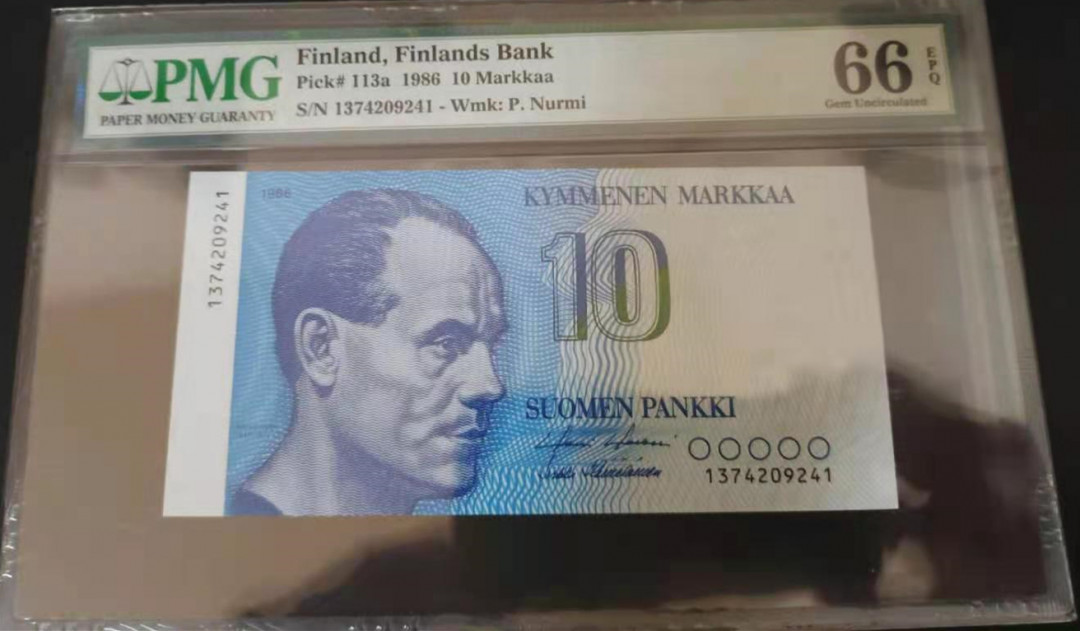 PMG
PAPER MONEY GUARANTY
Finland, Finlands Bank
Pick# 113a 1986 10 Markkaa
S/N 1374209241 - Wmk: P. Nurmi
66
EPQ
Gem Uncirculated
1374209241
1986
KYMMENEN MARKKAA
10
SUOMEN PANKKI
1374209241